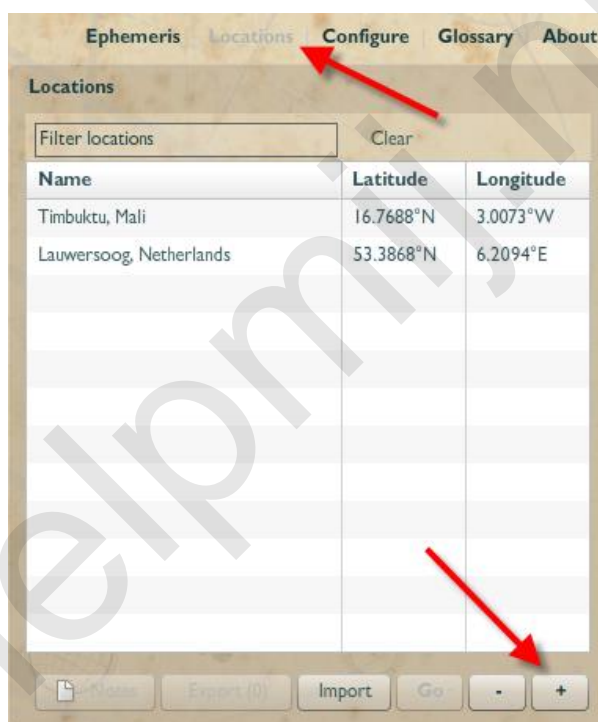 Ephemeris Locations Configure Glossary About
Locations
Filter locations Clear
Name Latitude Longitude
Timbuktu, Mali 16.7688°N 3.0073°W
Lauwersoog, Netherlands 53.3868°N 6.2094°E
Notes Export (0) Import Go - +
helpmij.n